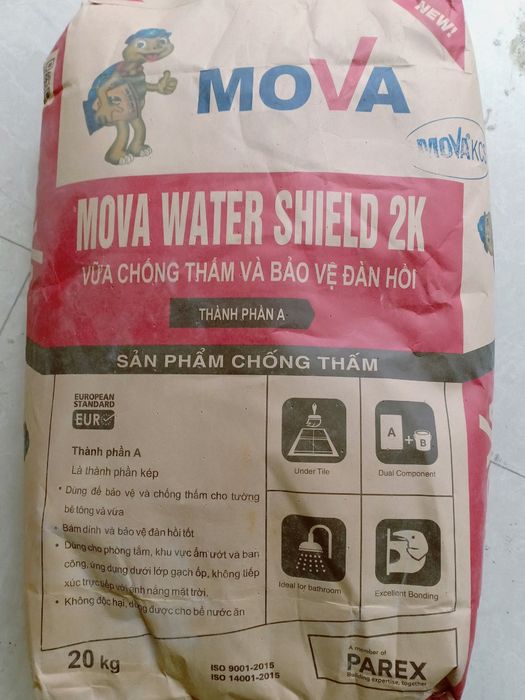 NEW!
MOVA
MOVA KCS
MOVA WATER SHIELD 2K
VỮA CHỐNG THẤM VÀ BẢO VỆ ĐÀN HỒI
THÀNH PHẦN A
SẢN PHẨM CHỐNG THẤM
EUROPEAN
STANDARD
EUR
Thành phần A
Là thành phần kép
• Dùng để bảo vệ và chống thấm cho tường
bê tông và vữa
• Bám dính và bảo vệ đàn hồi tốt
• Dùng cho phòng tắm, khu vực ẩm ướt và ban
công, ứng dụng dưới lớp gạch ốp, không tiếp
xúc trực tiếp với ánh nắng mặt trời.
• Không độc hại, dùng được cho bể nước ăn
Under Tile
A + B
Dual Component
Ideal for bathroom
Excellent Bonding
20 kg
ISO 9001-2015
ISO 14001-2015
A member of
PAREX
Building expertise, together